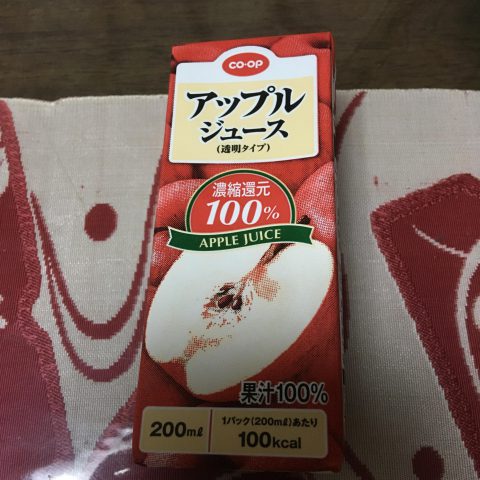 CO-OP
アップル
ジュース
(透明タイプ)
濃縮還元
100%
APPLE JUICE
果汁100%
200mℓ
1パック(200mℓ)あたり
100kcal